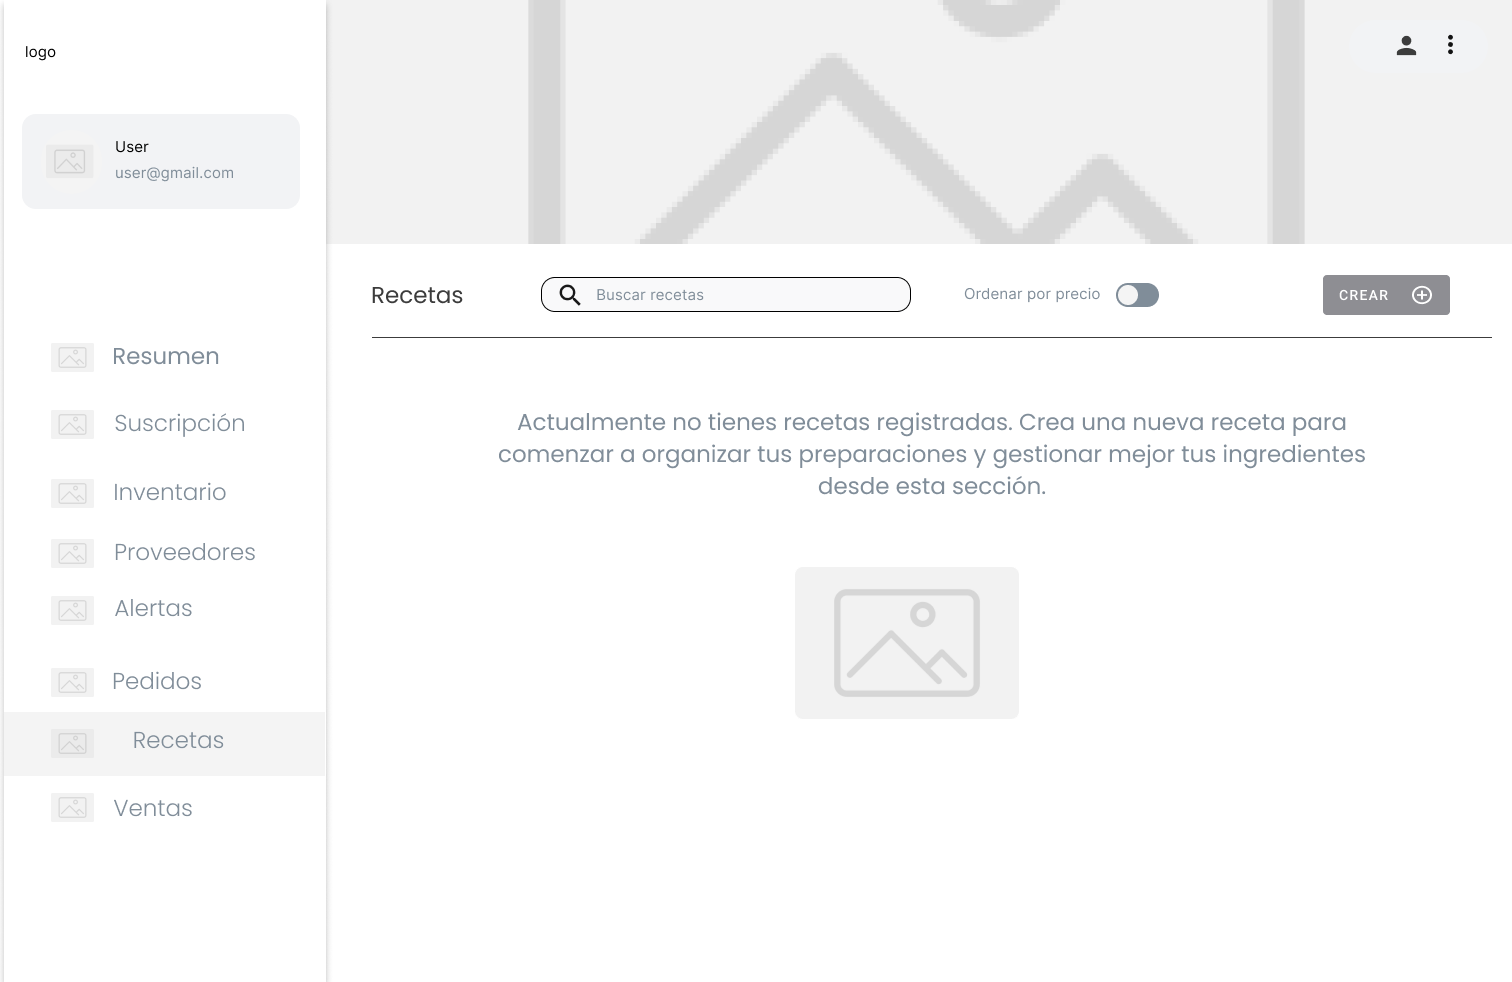 logo
User
user@gmail.com
Resumen
Suscripción
Inventario
Proveedores
Alertas
Pedidos
Recetas
Ventas
Recetas
Buscar recetas
Ordenar por precio
CREAR
Actualmente no tienes recetas registradas. Crea una nueva receta para
comenzar a organizar tus preparaciones y gestionar mejor tus ingredientes
desde esta sección.